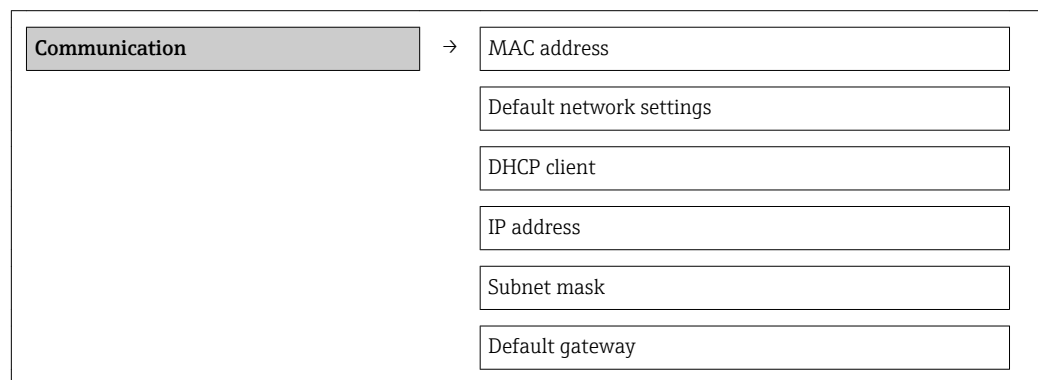 Communication → MAC address
Default network settings
DHCP client
IP address
Subnet mask
Default gateway